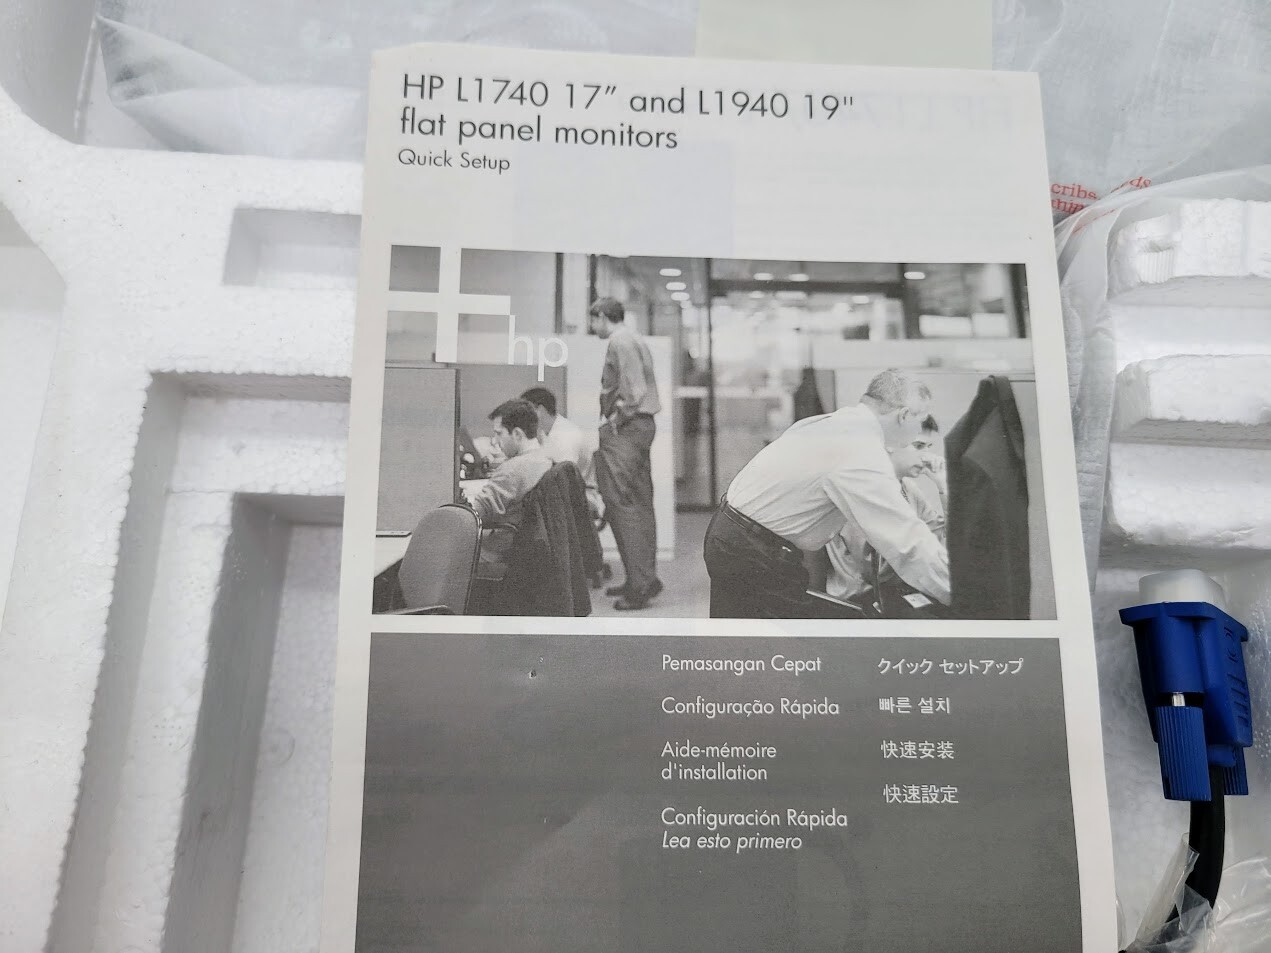 HP L1740 17” and L1940 19"
flat panel monitors
Quick Setup
hp
Pemasangan Cepat
Configuração Rápida
Aide-mémoire
d'installation
Configuración Rápida
Lea esto primero
クイック セットアップ
빠른 설치
快速安装
快速設定